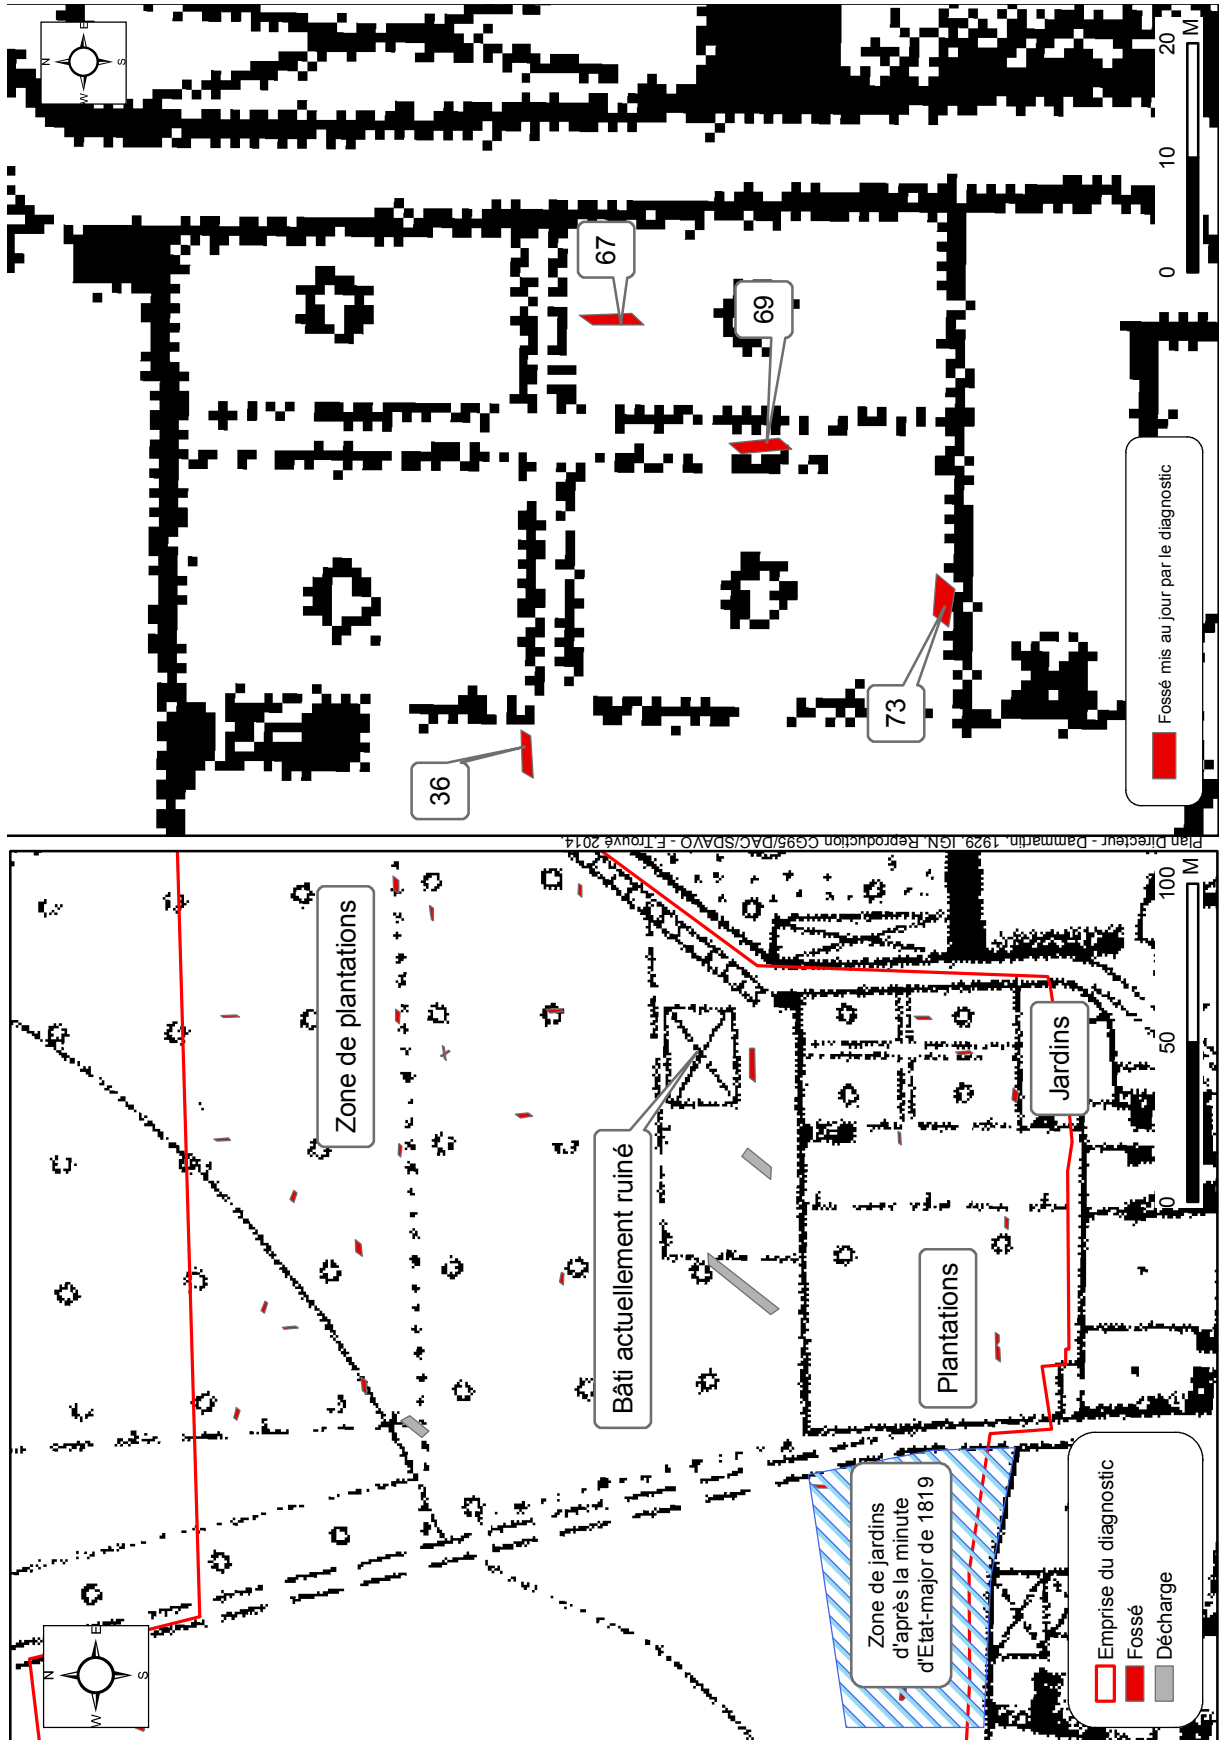 N
E
S
W
Zone de plantations
Bâti actuellement ruiné
Jardins
Plantations
Zone de jardins
d'après la minute
d'Etat-major de 1819
Emprise du diagnostic
Fossé
Décharge
0
50
100
M
Plan Directeur - Dammartin, 1929, IGN, Reproduction CG95/DAC/SDAVO - F.Trouvé 2014.
N
E
S
W
36
67
69
73
Fossé mis au jour par le diagnostic
0
10
20
M